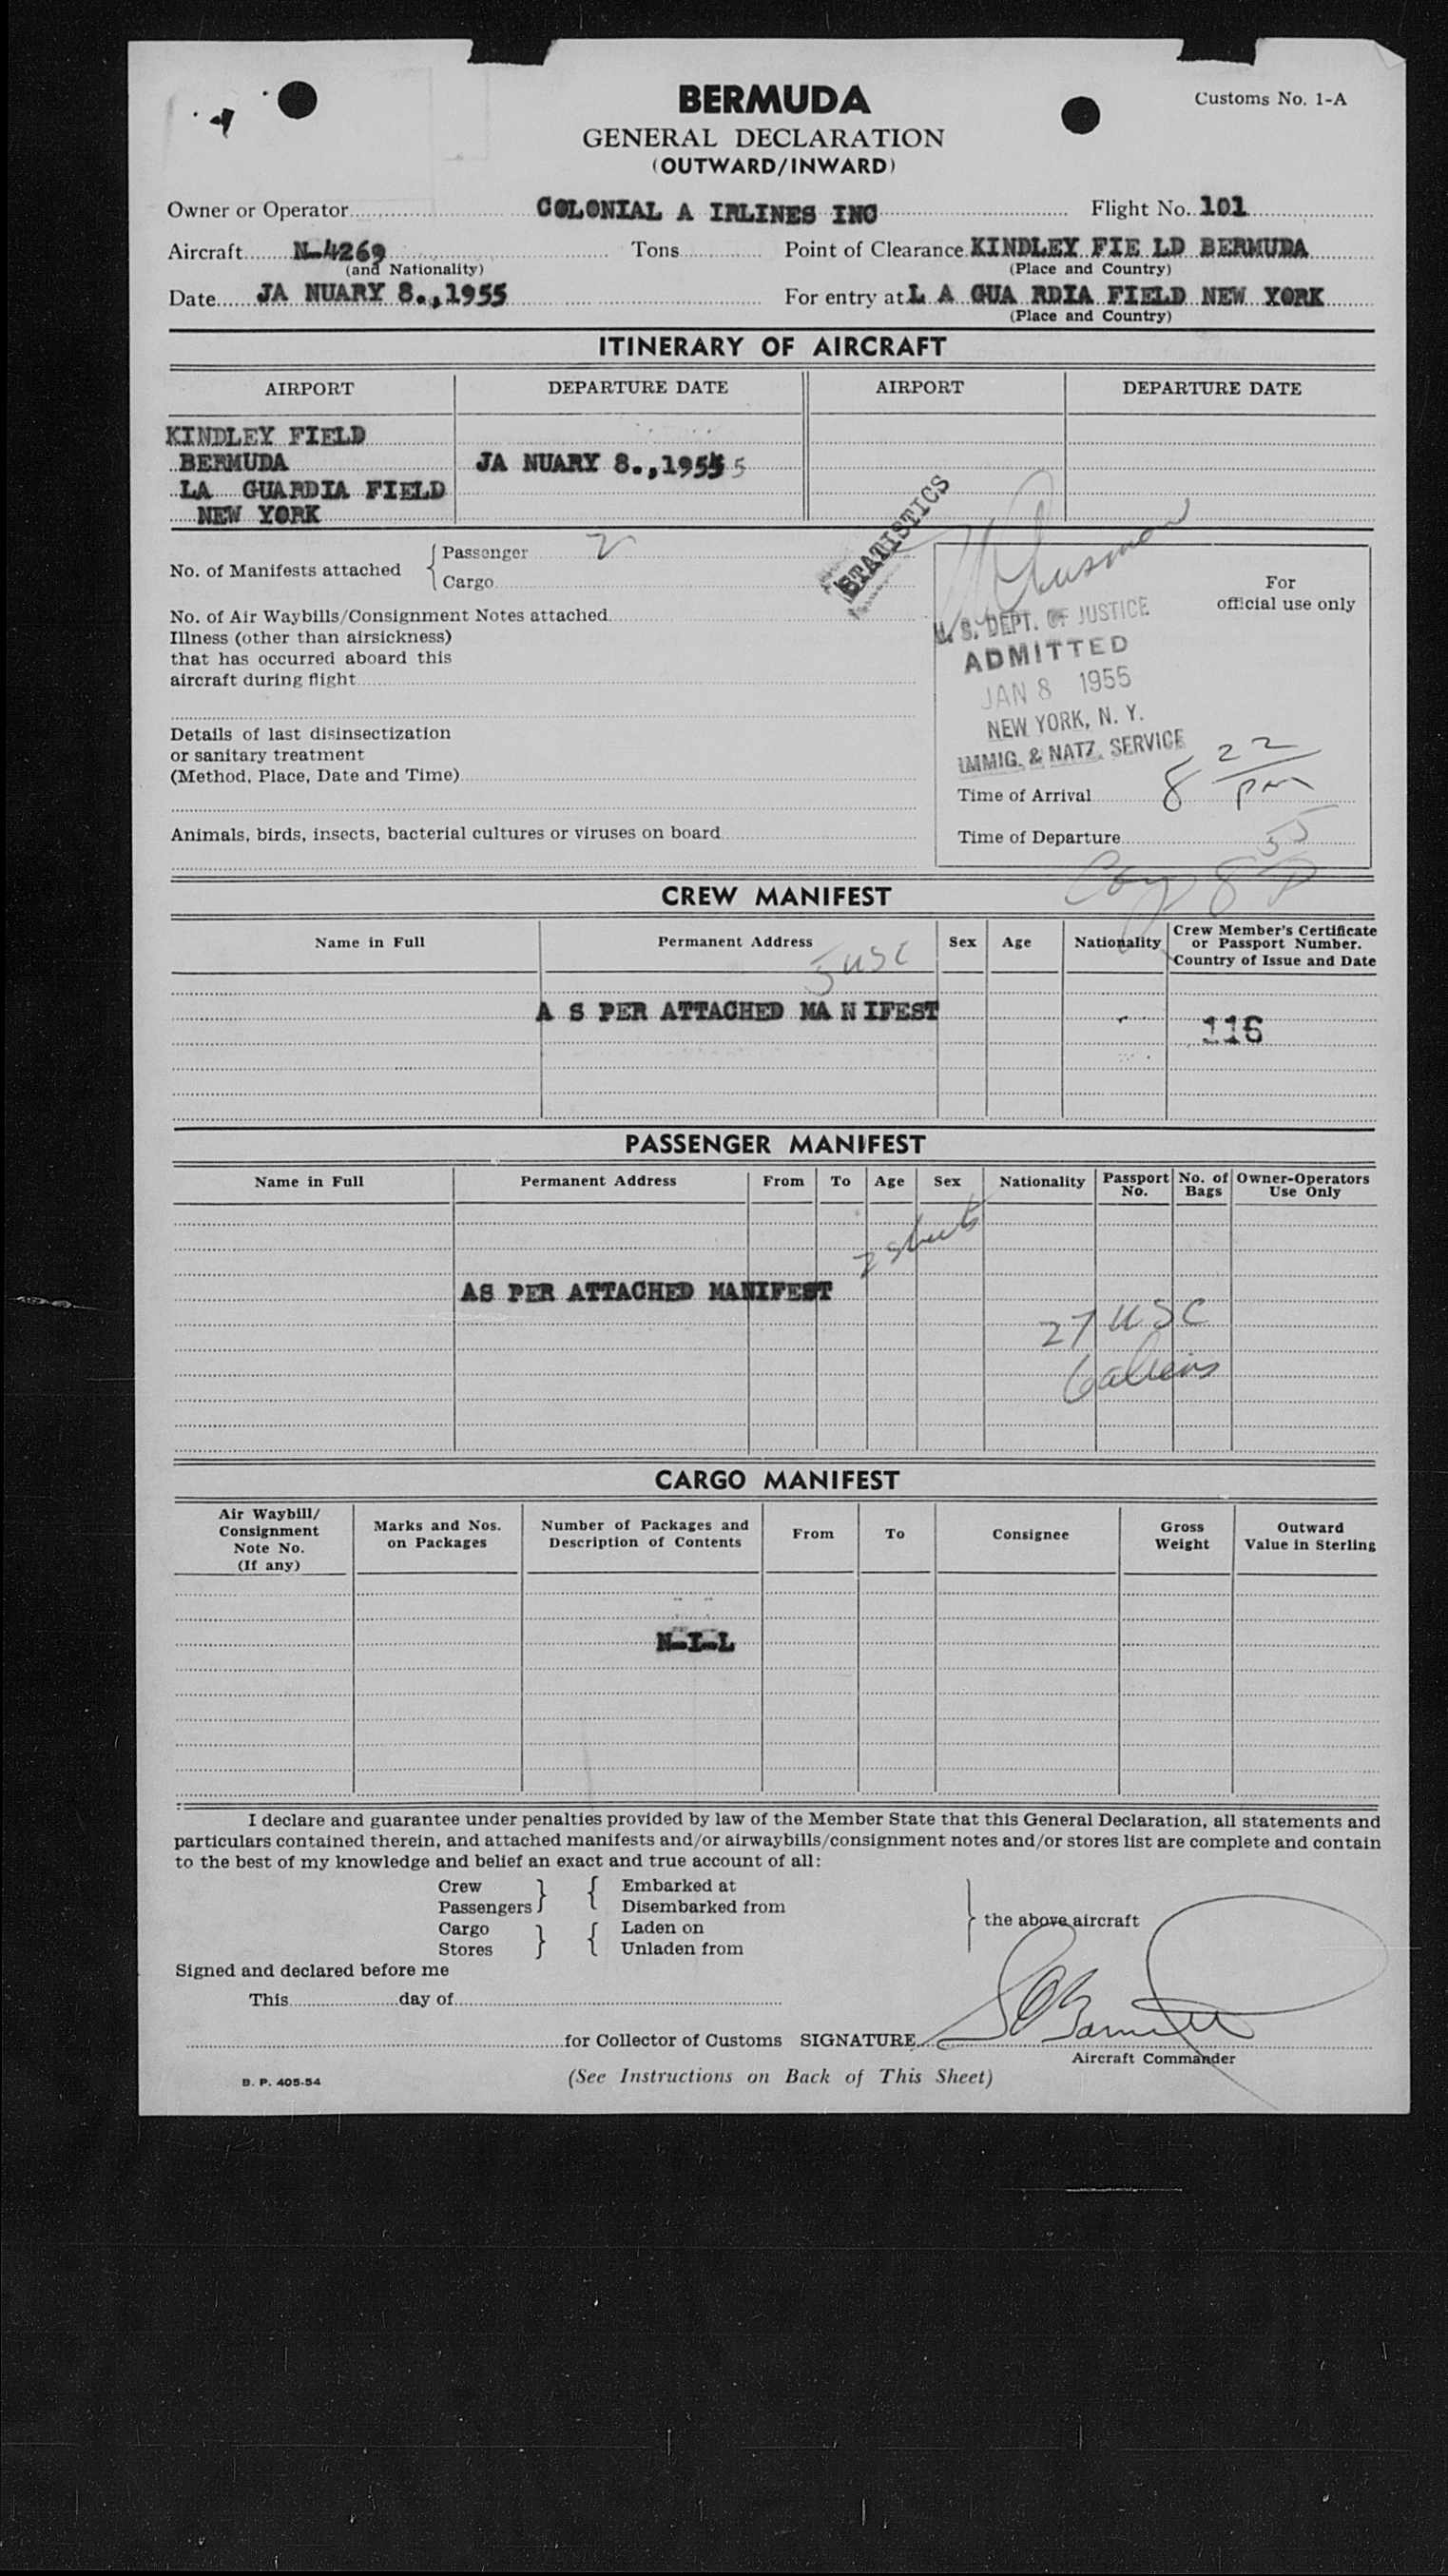 BERMUDA
Customs No. 1-A
GENERAL DECLARATION
(OUTWARD/INWARD)
Owner or Operator COLONIAL A IRLINES INC Flight No. 101
Aircraft N-4269 Tons Point of Clearance KINDLEY FIE LD BERMUDA
(and Nationality) (Place and Country)
Date JA NUARY 8.,1955 For entry at L A GUA RDIA FIELD NEW YORK
(Place and Country)
ITINERARY OF AIRCRAFT
AIRPORT DEPARTURE DATE AIRPORT DEPARTURE DATE
KINDLEY FIELD
BERMUDA JA NUARY 8.,1955 5
LA GUARDIA FIELD
NEW YORK
STATISTICS
No. of Manifests attached { Passenger 2
Cargo
For
official use only
No. of Air Waybills/Consignment Notes attached
Illness (other than airsickness)
that has occurred aboard this
aircraft during flight
U. S. DEPT. OF JUSTICE
ADMITTED
JAN 8 1955
NEW YORK, N. Y.
IMMIG. & NATZ. SERVICE
Details of last disinsectization
or sanitary treatment
(Method, Place, Date and Time)
Time of Arrival 8 22 pm
Animals, birds, insects, bacterial cultures or viruses on board
Time of Departure
8 55 P
CREW MANIFEST
Name in Full Permanent Address Sex Age Nationality Crew Member's Certificate
or Passport Number.
Country of Issue and Date
5 USC
A S PER ATTACHED MA N IFEST
116
PASSENGER MANIFEST
Name in Full Permanent Address From To Age Sex Nationality Passport No. No. of Bags Owner-Operators Use Only
2 sheets
AS PER ATTACHED MANIFEST
27 USC
6 aliens
CARGO MANIFEST
Air Waybill/
Consignment
Note No.
(If any)
Marks and Nos.
on Packages
Number of Packages and
Description of Contents
From To Consignee
Gross
Weight
Outward
Value in Sterling
N-I-L
I declare and guarantee under penalties provided by law of the Member State that this General Declaration, all statements and
particulars contained therein, and attached manifests and/or airwaybills/consignment notes and/or stores list are complete and contain
to the best of my knowledge and belief an exact and true account of all:
Crew } { Embarked at
Passengers Disembarked from
} the above aircraft
Cargo } { Laden on
Stores Unladen from
Signed and declared before me
This day of
for Collector of Customs SIGNATURE
Aircraft Commander
B. P. 405-54
(See Instructions on Back of This Sheet)